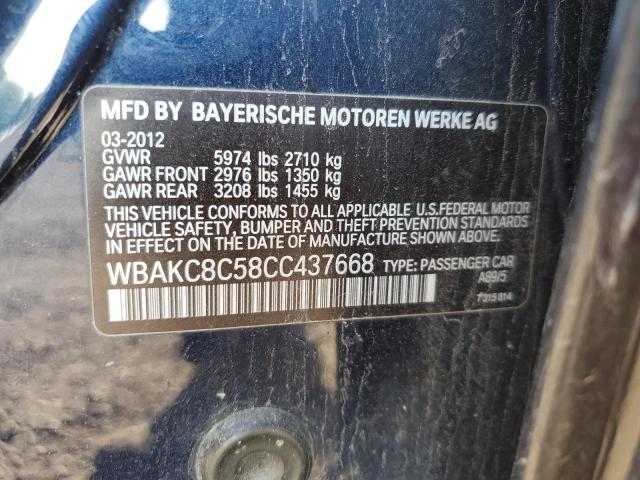 MFD BY BAYERISCHE MOTOREN WERKE AG
03-2012
GVWR 5974 lbs 2710 kg
GAWR FRONT 2976 lbs 1350 kg
GAWR REAR 3208 lbs 1455 kg
THIS VEHICLE CONFORMS TO ALL APPLICABLE U.S.FEDERAL MOTOR
VEHICLE SAFETY, BUMPER AND THEFT PREVENTION STANDARDS
IN EFFECT ON THE DATE OF MANUFACTURE SHOWN ABOVE.
WBAKC8C58CC437668 TYPE: PASSENGER CAR
A89/5
7315814